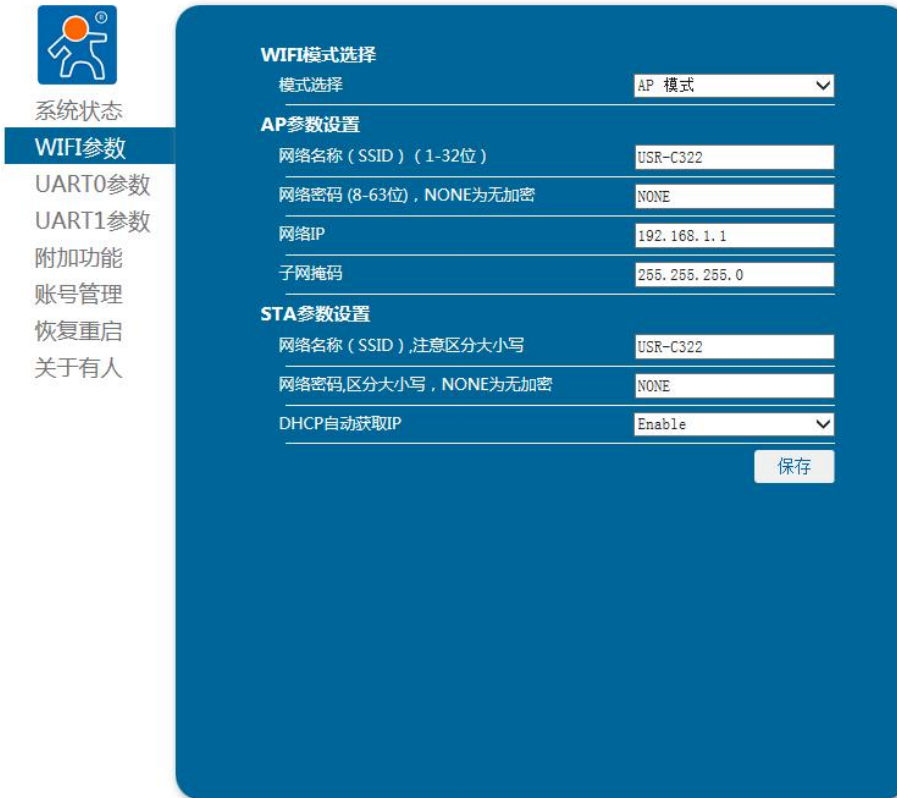 ®
系统状态
WIFI参数
UART0参数
UART1参数
附加功能
账号管理
恢复重启
关于有人
WIFI模式选择
模式选择 AP 模式
AP参数设置
网络名称（SSID）（1-32位） USR-C322
网络密码 (8-63位)，NONE为无加密 NONE
网络IP 192.168.1.1
子网掩码 255.255.255.0
STA参数设置
网络名称（SSID）,注意区分大小写 USR-C322
网络密码,区分大小写，NONE为无加密 NONE
DHCP自动获取IP Enable
保存